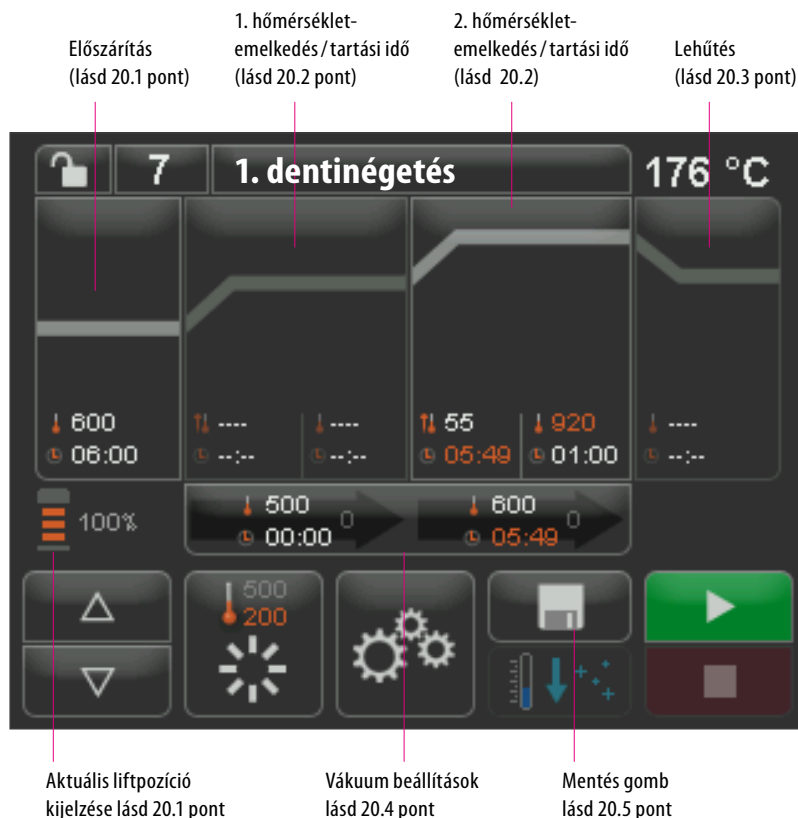 Előszárítás
(lásd 20.1 pont)
1. hőmérséklet-
emelkedés / tartási idő
(lásd 20.2 pont)
2. hőmérséklet-
emelkedés / tartási idő
(lásd  20.2)
Lehűtés
(lásd 20.3 pont)
7
1. dentinégetés
176 °C
600
06:00
----
--:--
----
--:--
55
05:49
920
01:00
----
--:--
100%
500
00:00
0
600
05:49
0
500
200
Aktuális liftpozíció
kijelzése lásd 20.1 pont
Vákuum beállítások
lásd 20.4 pont
Mentés gomb
lásd 20.5 pont